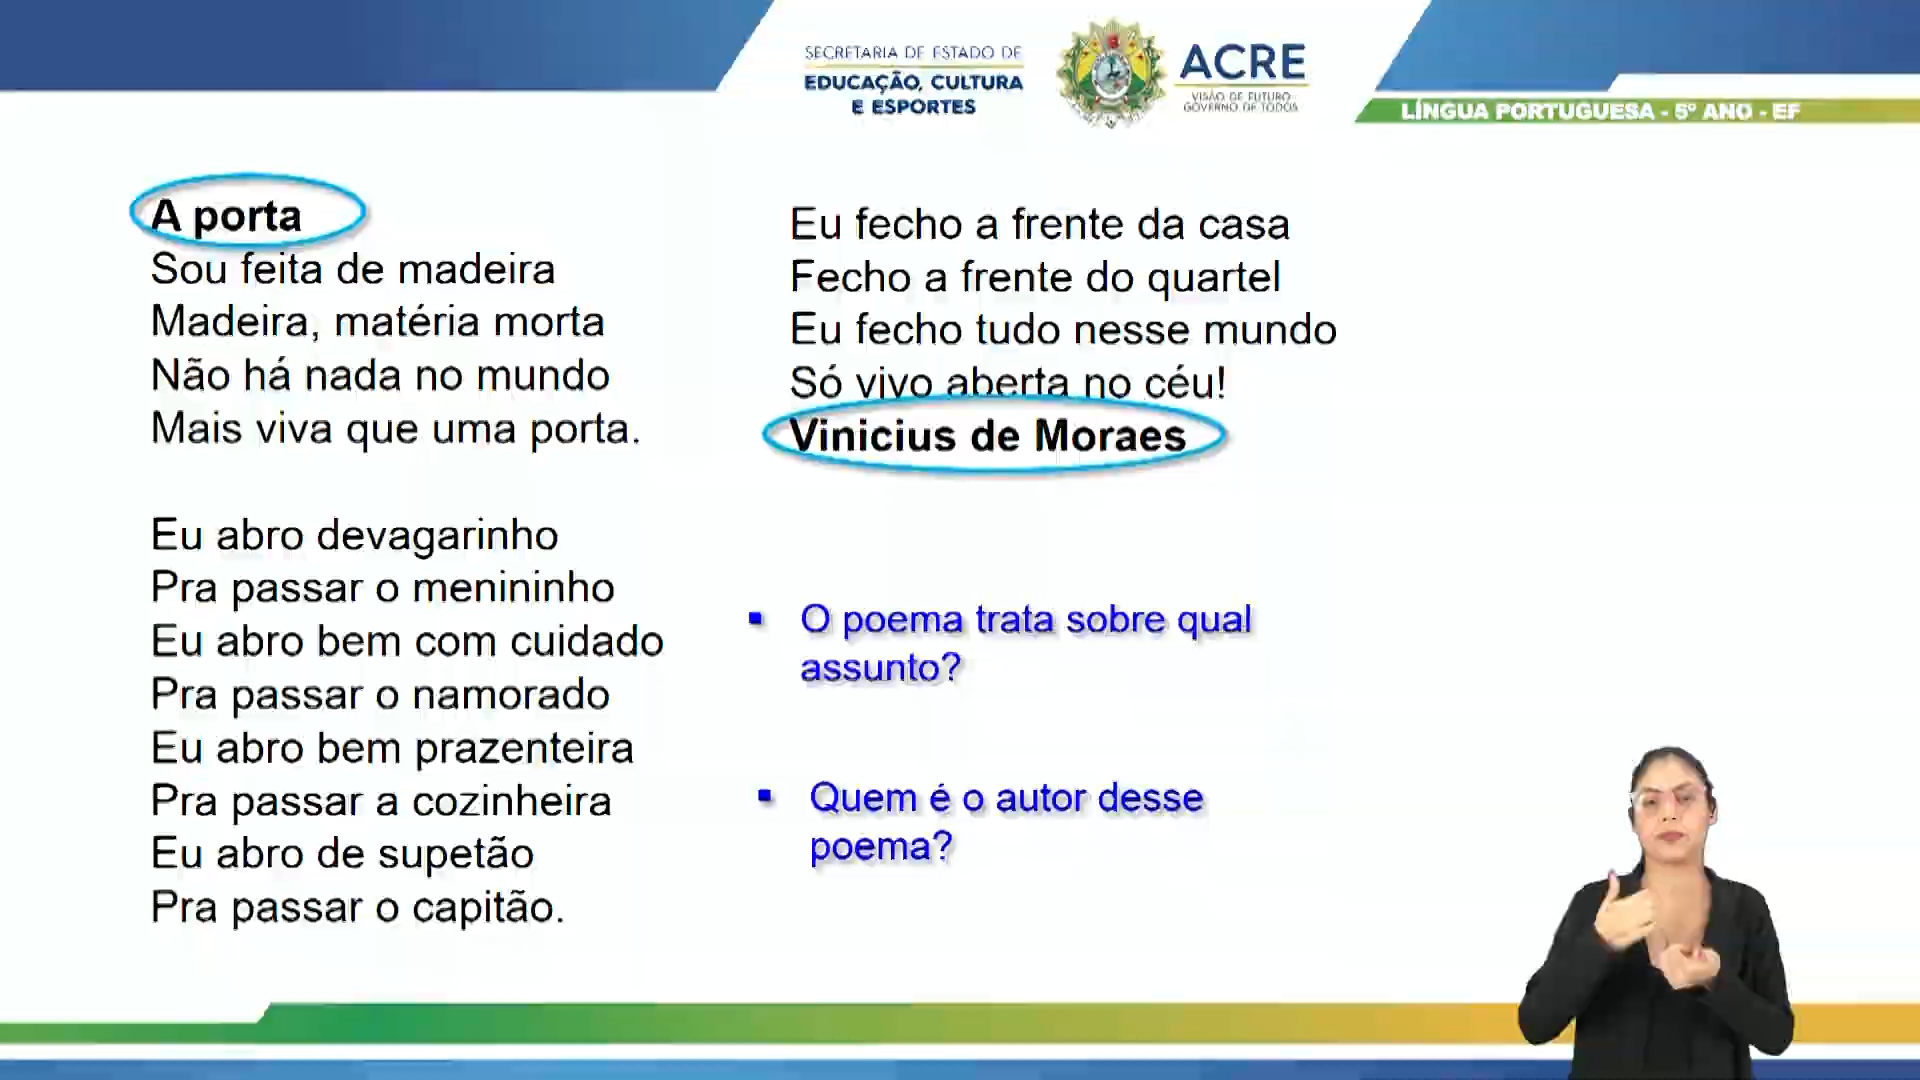 SECRETARIA DE ESTADO DE
EDUCAÇÃO, CULTURA
E ESPORTES
ACRE
VISÃO DE FUTURO
GOVERNO DE TODOS
LÍNGUA PORTUGUESA - 5º ANO - EF
A porta
Sou feita de madeira
Madeira, matéria morta
Não há nada no mundo
Mais viva que uma porta.
Eu abro devagarinho
Pra passar o menininho
Eu abro bem com cuidado
Pra passar o namorado
Eu abro bem prazenteira
Pra passar a cozinheira
Eu abro de supetão
Pra passar o capitão.
Eu fecho a frente da casa
Fecho a frente do quartel
Eu fecho tudo nesse mundo
Só vivo aberta no céu!
Vinicius de Moraes
▪ O poema trata sobre qual
assunto?
▪ Quem é o autor desse
poema?